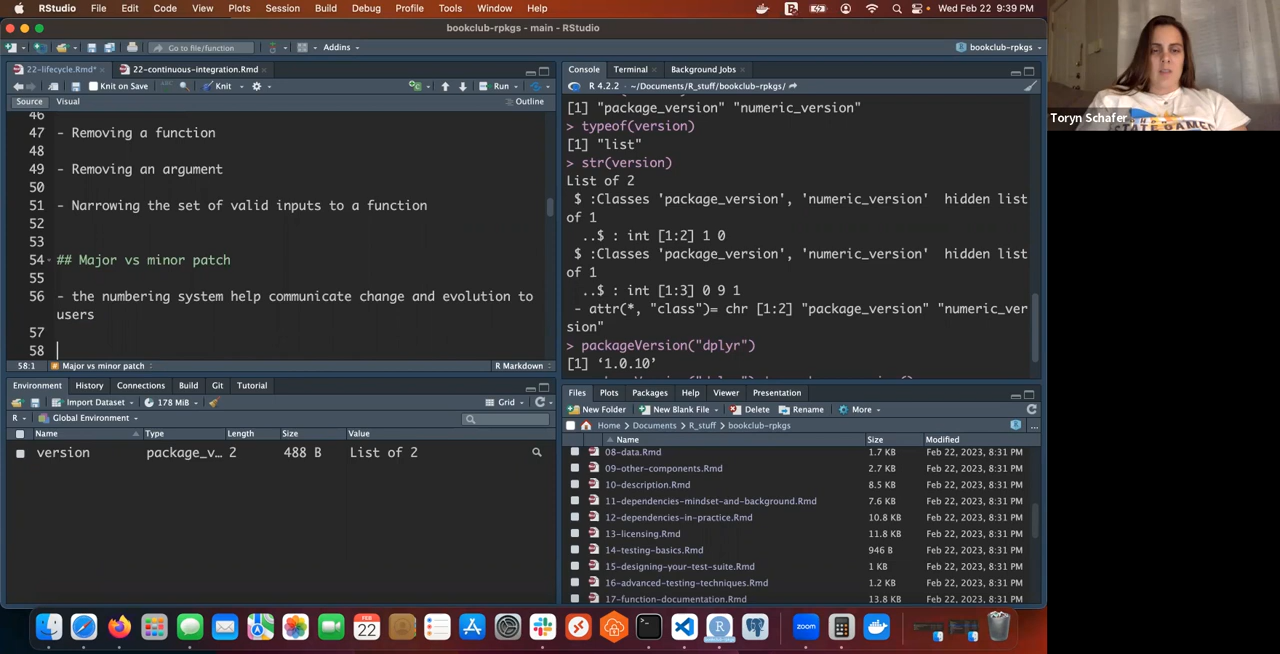 RStudio File Edit Code View Plots Session Build Debug Profile Tools Window Help Wed Feb 22 9:39 PM
bookclub-rpkgs - main - RStudio
Go to file/function Addins bookclub-rpkgs
22-lifecycle.Rmd* 22-continuous-integration.Rmd
Knit on Save Knit Run
Source Visual Outline
46
47 - Removing a function
48
49 - Removing an argument
50
51 - Narrowing the set of valid inputs to a function
52
53
54 ## Major vs minor patch
55
56 - the numbering system help communicate change and evolution to
users
57
58
58:1 Major vs minor patch R Markdown
Environment History Connections Build Git Tutorial
Import Dataset 178 MiB Grid
R Global Environment
Name Type Length Size Value
version package_v... 2 488 B List of 2
Console Terminal Background Jobs
R 4.2.2 · ~/Documents/R_stuff/bookclub-rpkgs/
[1] "package_version" "numeric_version"
> typeof(version)
[1] "list"
> str(version)
List of 2
$ :Classes 'package_version', 'numeric_version' hidden list
of 1
..$ : int [1:2] 1 0
$ :Classes 'package_version', 'numeric_version' hidden list
of 1
..$ : int [1:3] 0 9 1
- attr(*, "class")= chr [1:2] "package_version" "numeric_ver
sion"
> packageVersion("dplyr")
[1] ‘1.0.10’
Files Plots Packages Help Viewer Presentation
New Folder New Blank File Delete Rename More
Home Documents R_stuff bookclub-rpkgs
Name Size Modified
08-data.Rmd 1.7 KB Feb 22, 2023, 8:31 PM
09-other-components.Rmd 2.7 KB Feb 22, 2023, 8:31 PM
10-description.Rmd 8.5 KB Feb 22, 2023, 8:31 PM
11-dependencies-mindset-and-background.Rmd 7.6 KB Feb 22, 2023, 8:31 PM
12-dependencies-in-practice.Rmd 10.8 KB Feb 22, 2023, 8:31 PM
13-licensing.Rmd 11.8 KB Feb 22, 2023, 8:31 PM
14-testing-basics.Rmd 946 B Feb 22, 2023, 8:31 PM
15-designing-your-test-suite.Rmd 1 KB Feb 22, 2023, 8:31 PM
16-advanced-testing-techniques.Rmd 1.2 KB Feb 22, 2023, 8:31 PM
17-function-documentation.Rmd 13.8 KB Feb 22, 2023, 8:31 PM
FEB
22
zoom
Toryn Schafer